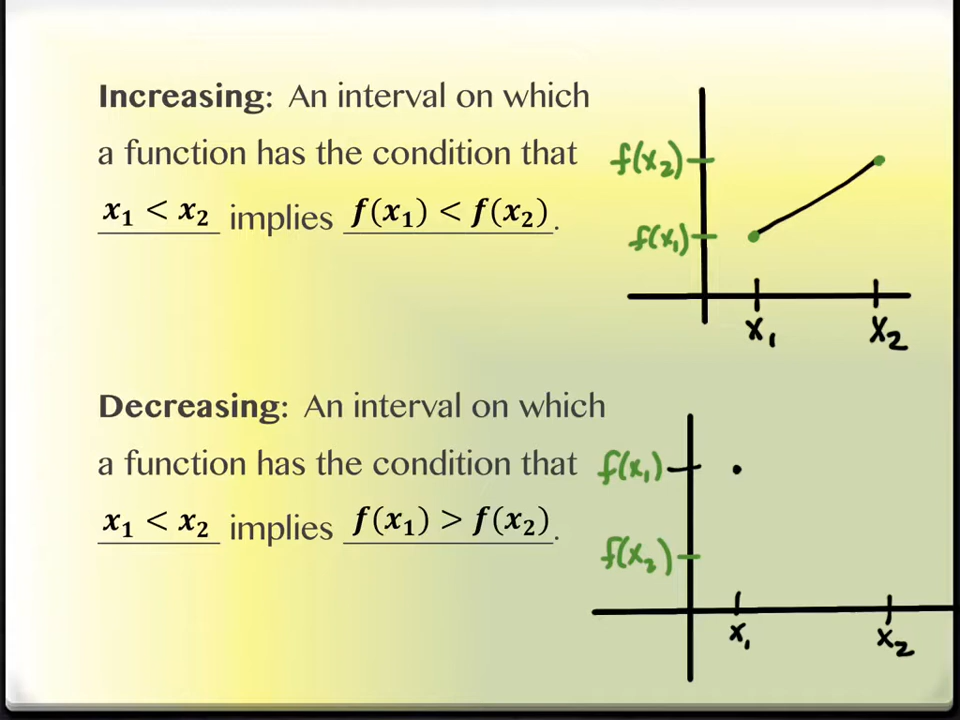 Increasing: An interval on which
a function has the condition that
x₁ < x₂ implies f(x₁) < f(x₂).
f(x₂)
f(x₁)
x₁ x₂
Decreasing: An interval on which
a function has the condition that
x₁ < x₂ implies f(x₁) > f(x₂).
f(x₁)
f(x₂)
x₁ x₂